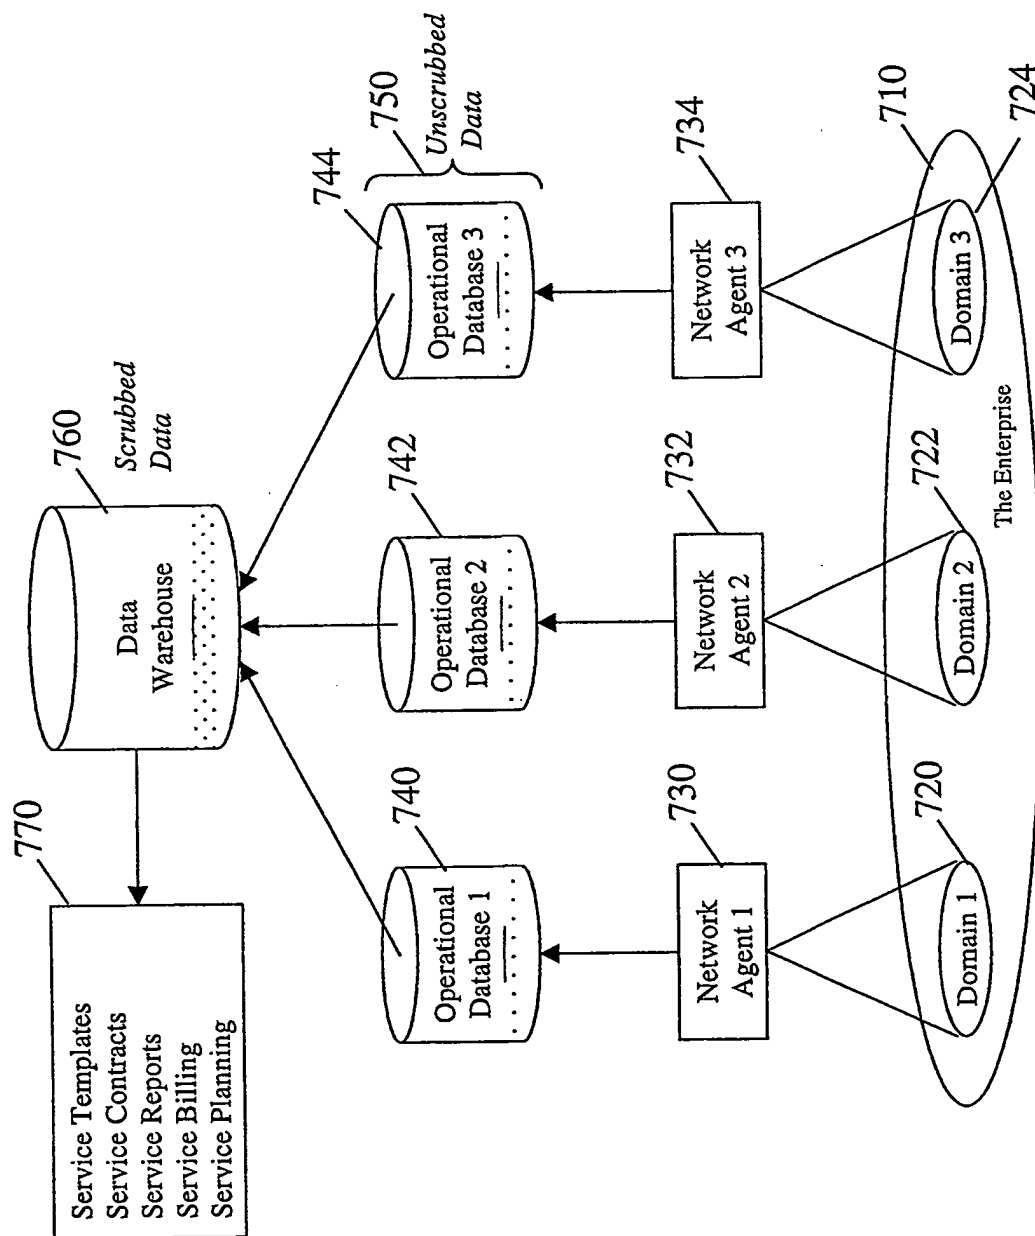 770
Service Templates
Service Contracts
Service Reports
Service Billing
Service Planning
760
Data
Warehouse
Scrubbed
Data
740
Operational
Database 1
742
Operational
Database 2
744
Operational
Database 3
750
Unscrubbed
Data
730
Network
Agent 1
732
Network
Agent 2
734
Network
Agent 3
710
720
Domain 1
722
Domain 2
724
Domain 3
The Enterprise